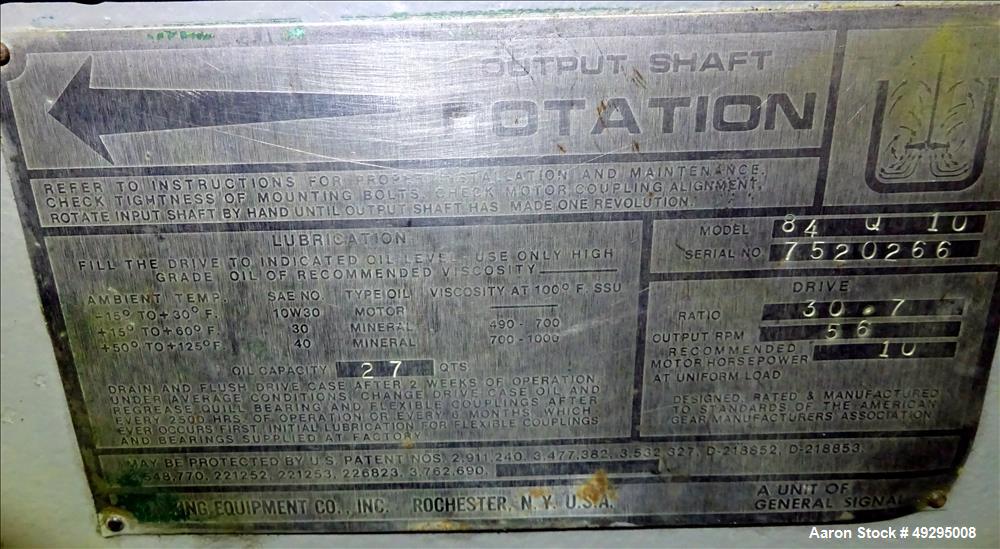 OUTPUT SHAFT
ROTATION
REFER TO INSTRUCTIONS FOR PROPER INSTALLATION AND MAINTENANCE.
CHECK TIGHTNESS OF MOUNTING BOLTS. CHECK MOTOR COUPLING ALIGNMENT.
ROTATE INPUT SHAFT BY HAND UNTIL OUTPUT SHAFT HAS MADE ONE REVOLUTION.
LUBRICATION
FILL THE DRIVE TO INDICATED OIL LEVEL. USE ONLY HIGH
GRADE OIL OF RECOMMENDED VISCOSITY
AMBIENT TEMP. SAE NO. TYPE OIL VISCOSITY AT 100° F. SSU
-15° TO +30° F. 10W30 MOTOR
+15° TO +60° F. 30 MINERAL 490 - 700
+50° TO +125° F. 40 MINERAL 700 - 1000
OIL CAPACITY 27 QTS
DRAIN AND FLUSH DRIVE CASE AFTER 2 WEEKS OF OPERATION
UNDER AVERAGE CONDITIONS, CHANGE DRIVE CASE OIL AND
REGREASE QUILL BEARING AND FLEXIBLE COUPLINGS AFTER
EVERY 2500 HRS. OF OPERATION OR EVERY 6 MONTHS, WHICH
EVER OCCURS FIRST. INITIAL LUBRICATION FOR FLEXIBLE COUPLINGS
AND BEARINGS SUPPLIED AT FACTORY.
MODEL 84 Q 10
SERIAL NO 7520266
DRIVE
RATIO 30.7
OUTPUT RPM 56
RECOMMENDED
MOTOR HORSEPOWER 10
AT UNIFORM LOAD
DESIGNED, RATED & MANUFACTURED
TO STANDARDS OF THE AMERICAN
GEAR MANUFACTURERS ASSOCIATION
MAY BE PROTECTED BY U.S. PATENT NOS. 2,911,240, 3,477,382, 3,532,327, D-218852, D-218853,
548,770, 221252, 221253, 226823, 3,762,690,
EQUIPMENT CO., INC. ROCHESTER, N.Y. U.S.A.
A UNIT OF
GENERAL SIGNAL
Aaron Stock # 49295008